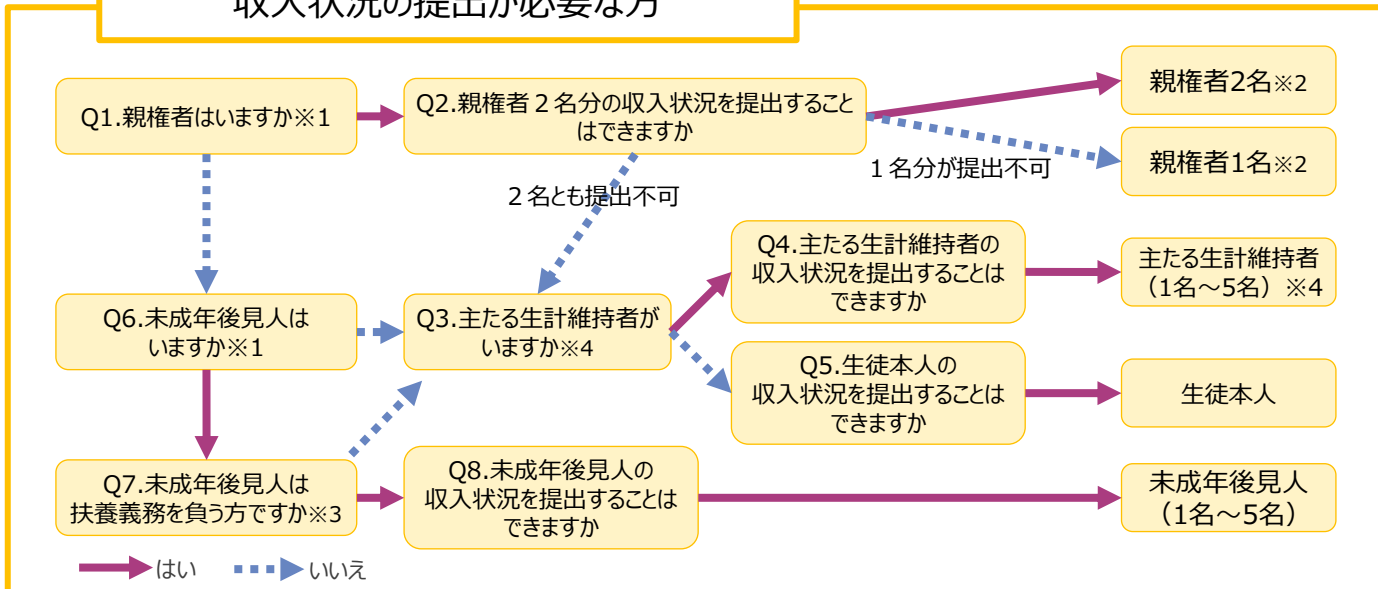 収入状況の提出が必要な方
Q1.親権者はいますか※1
Q2.親権者２名分の収入状況を提出すること
はできますか
親権者2名※2
親権者1名※2
１名分が提出不可
２名とも提出不可
Q4.主たる生計維持者の
収入状況を提出することは
できますか
主たる生計維持者
（1名～5名）※4
Q6.未成年後見人は
いますか※1
Q3.主たる生計維持者が
いますか※4
Q5.生徒本人の
収入状況を提出することは
できますか
生徒本人
Q7.未成年後見人は
扶養義務を負う方ですか※3
Q8.未成年後見人の
収入状況を提出することは
できますか
未成年後見人
（1名～5名）
はい
いいえ